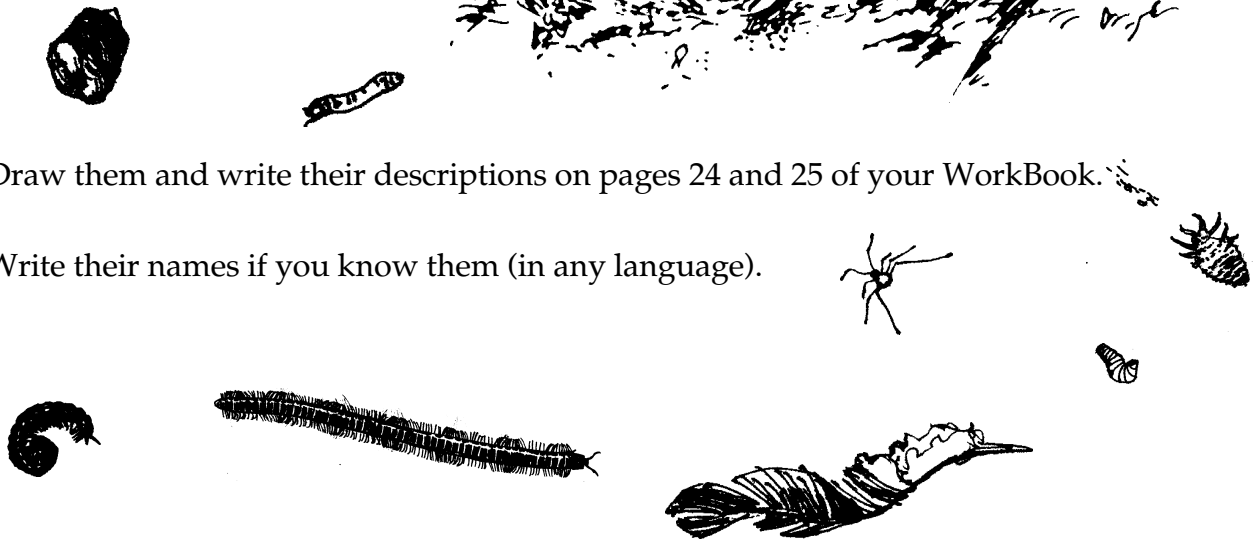 Draw them and write their descriptions on pages 24 and 25 of your WorkBook.
Write their names if you know them (in any language).